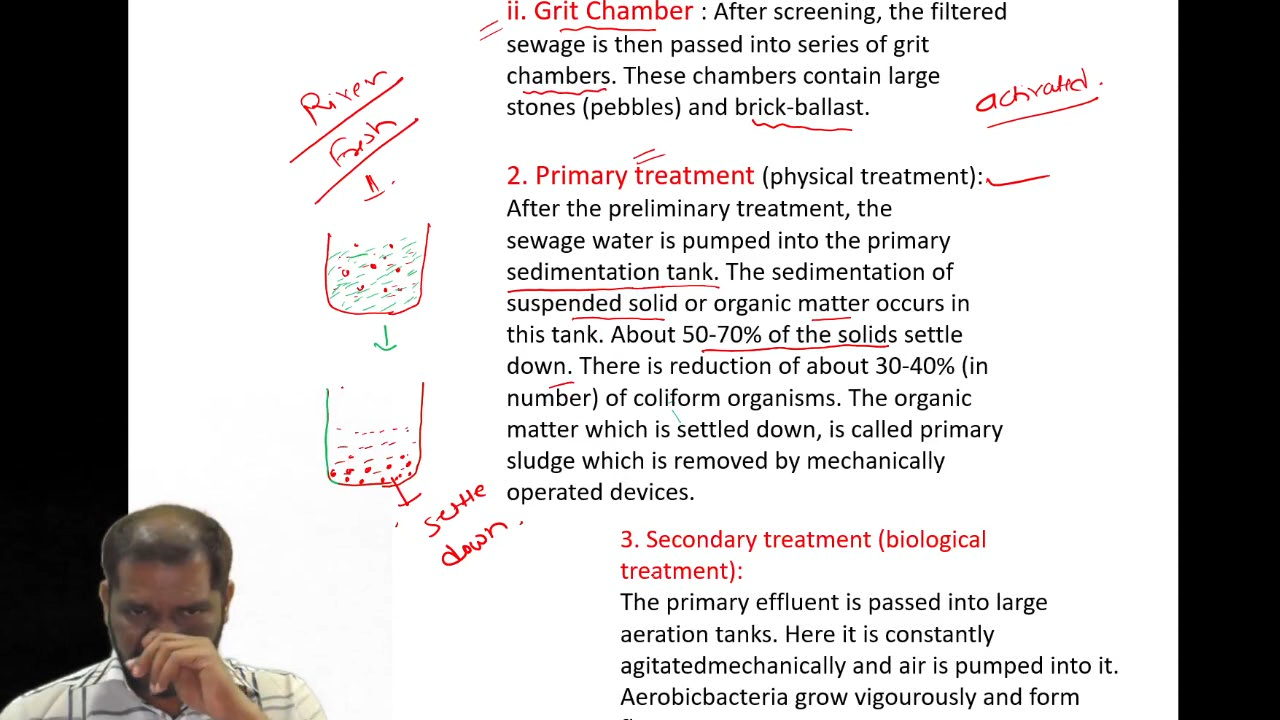 ii. Grit Chamber : After screening, the filtered
sewage is then passed into series of grit
chambers. These chambers contain large
stones (pebbles) and brick-ballast.
River
Fresh
activated.
2. Primary treatment (physical treatment):
After the preliminary treatment, the
sewage water is pumped into the primary
sedimentation tank. The sedimentation of
suspended solid or organic matter occurs in
this tank. About 50-70% of the solids settle
down. There is reduction of about 30-40% (in
number) of coliform organisms. The organic
matter which is settled down, is called primary
sludge which is removed by mechanically
operated devices.
settle
down.
3. Secondary treatment (biological
treatment):
The primary effluent is passed into large
aeration tanks. Here it is constantly
agitatedmechanically and air is pumped into it.
Aerobicbacteria grow vigourously and form